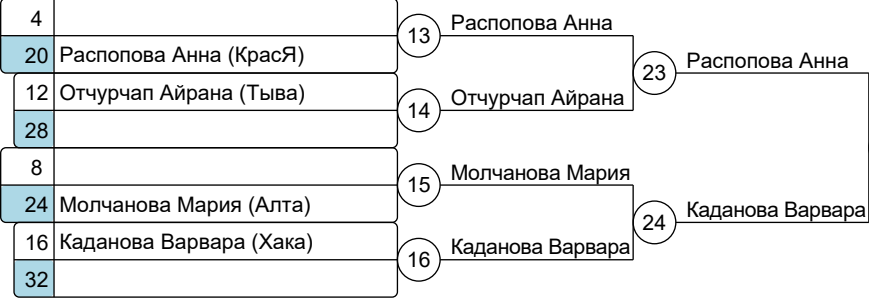 4
20 Распопова Анна (КрасЯ)
12 Отчурчап Айрана (Тыва)
28
8
24 Молчанова Мария (Алта)
16 Каданова Варвара (Хака)
32
13 Распопова Анна
14 Отчурчап Айрана
15 Молчанова Мария
16 Каданова Варвара
23 Распопова Анна
24 Каданова Варвара